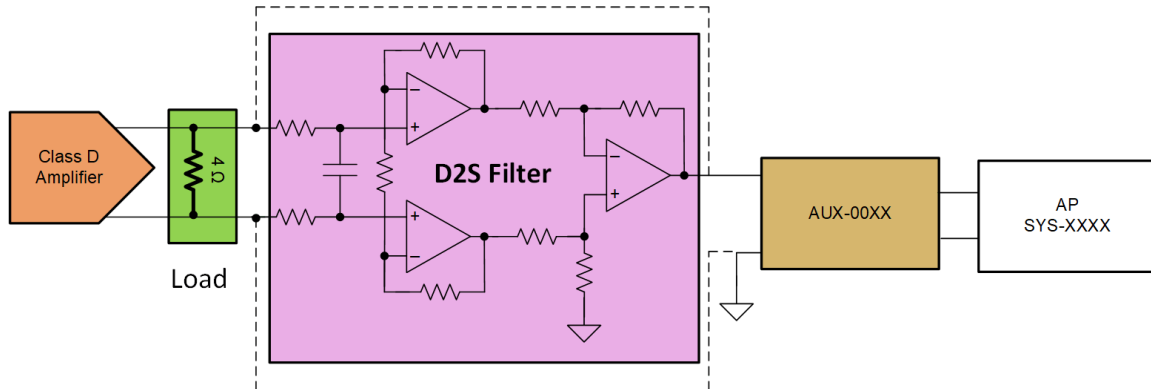 Class D
Amplifier
4 Ω
Load
D2S Filter
−
+
+
−
−
+
AUX-00XX
AP
SYS-XXXX